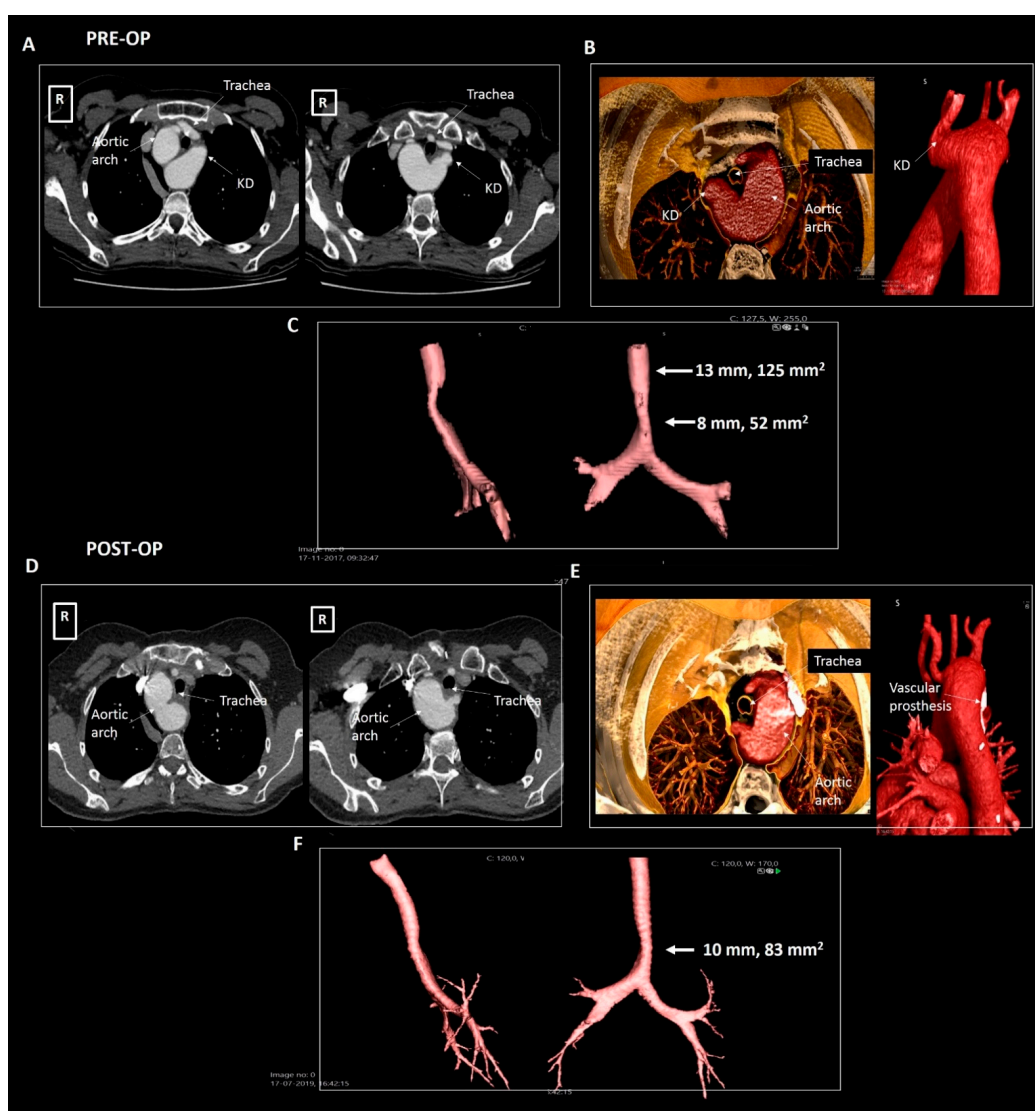 A
PRE-OP
R
Trachea
Aortic
arch
KD
R
Trachea
KD
B
Trachea
KD
Aortic
arch
S
KD
C
C: 127,5, W: 255,0
C:
s
s
13 mm, 125 mm²
8 mm, 52 mm²
Image no: 0
17-11-2017, 09:32:47
POST-OP
D
:47
R
Aortic
arch
Trachea
R
Aortic
arch
Trachea
E
Trachea
Aortic
arch
S
Vascular
prosthesis
F
C: 120,0,
C: 120,0, W: 170,0
10 mm, 83 mm²
Image no: 0
17-07-2019, 16:42:15
:42:15